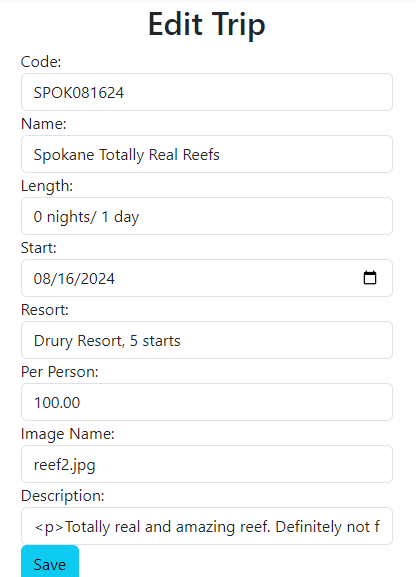 Edit Trip
Code:
SPOK081624
Name:
Spokane Totally Real Reefs
Length:
0 nights/ 1 day
Start:
08/16/2024
Resort:
Drury Resort, 5 starts
Per Person:
100.00
Image Name:
reef2.jpg
Description:
<p>Totally real and amazing reef. Definitely not f
Save